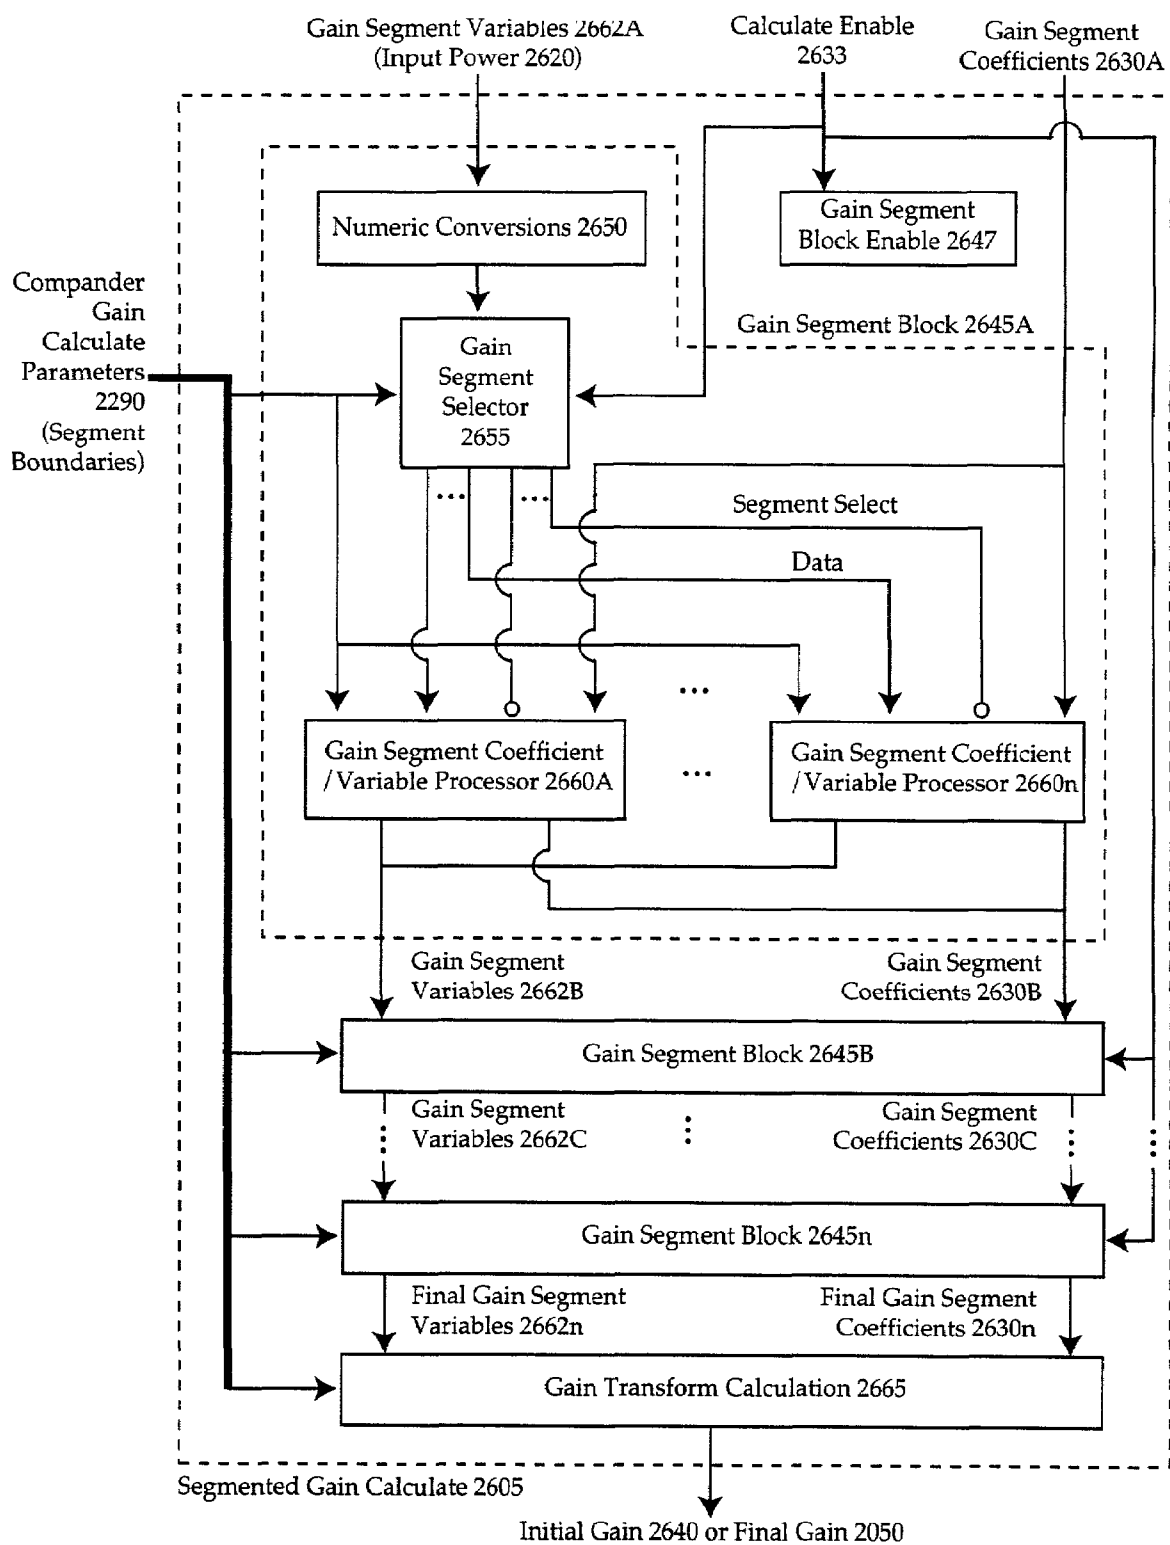 Gain Segment Variables 2662A
(Input Power 2620)
Calculate Enable
2633
Gain Segment
Coefficients 2630A
Numeric Conversions 2650
Gain Segment
Block Enable 2647
Compander
Gain
Calculate
Parameters
2290
(Segment
Boundaries)
Gain Segment Block 2645A
Gain
Segment
Selector
2655
...
...
Segment Select
Data
...
Gain Segment Coefficient
/Variable Processor 2660A
...
Gain Segment Coefficient
/Variable Processor 2660n
Gain Segment
Variables 2662B
Gain Segment
Coefficients 2630B
Gain Segment Block 2645B
Gain Segment
Variables 2662C
Gain Segment
Coefficients 2630C
Gain Segment Block 2645n
Final Gain Segment
Variables 2662n
Final Gain Segment
Coefficients 2630n
Gain Transform Calculation 2665
Segmented Gain Calculate 2605
Initial Gain 2640 or Final Gain 2050